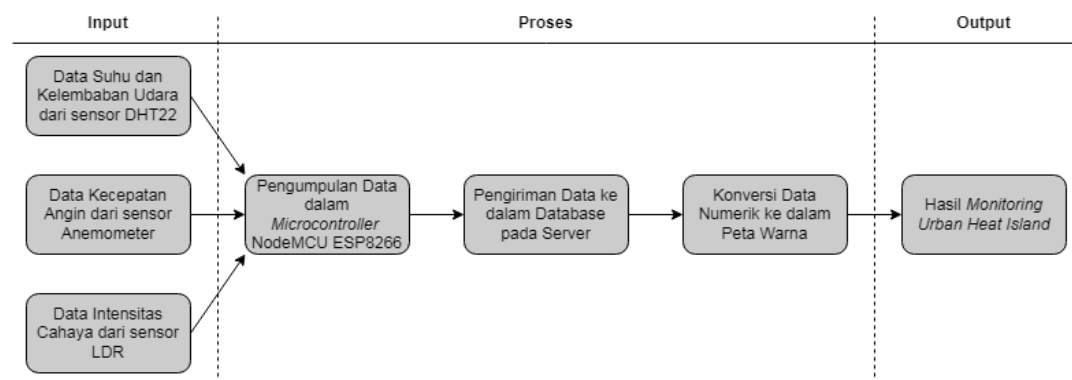 Input
Proses
Output
Data Suhu dan
Kelembaban Udara
dari sensor DHT22
Data Kecepatan
Angin dari sensor
Anemometer
Data Intensitas
Cahaya dari sensor
LDR
Pengumpulan Data
dalam
Microcontroller
NodeMCU ESP8266
Pengiriman Data ke
dalam Database
pada Server
Konversi Data
Numerik ke dalam
Peta Warna
Hasil Monitoring
Urban Heat Island